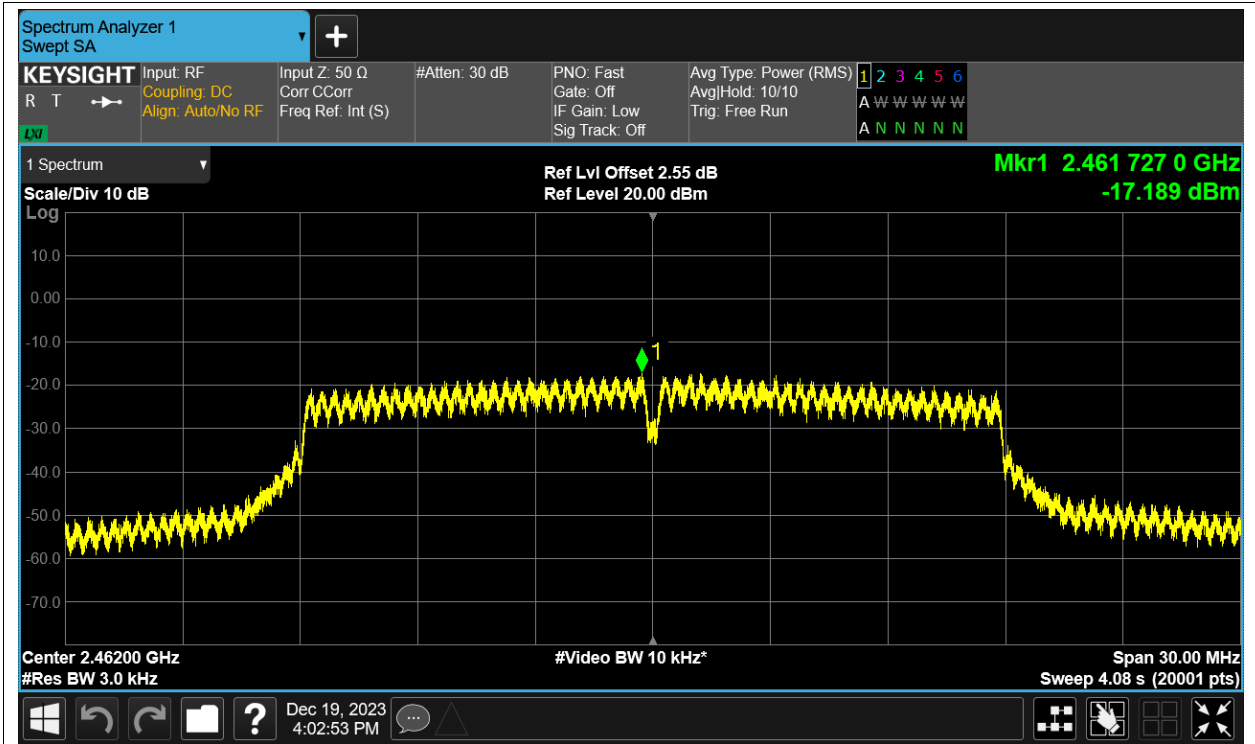 Spectrum Analyzer 1
Swept SA
KEYSIGHT
R T
LXI
Input: RF
Coupling: DC
Align: Auto/No RF
Input Z: 50 Ω
Corr CCorr
Freq Ref: Int (S)
#Atten: 30 dB
PNO: Fast
Gate: Off
IF Gain: Low
Sig Track: Off
Avg Type: Power (RMS)
Avg|Hold: 10/10
Trig: Free Run
1 2 3 4 5 6
A W W W W W
A N N N N N
1 Spectrum
Scale/Div 10 dB
Log
Ref Lvl Offset 2.55 dB
Ref Level 20.00 dBm
Mkr1 2.461 727 0 GHz
-17.189 dBm
10.0
0.00
-10.0
-20.0
-30.0
-40.0
-50.0
-60.0
-70.0
1
Center 2.46200 GHz
#Res BW 3.0 kHz
#Video BW 10 kHz*
Span 30.00 MHz
Sweep 4.08 s (20001 pts)
?
Dec 19, 2023
4:02:53 PM